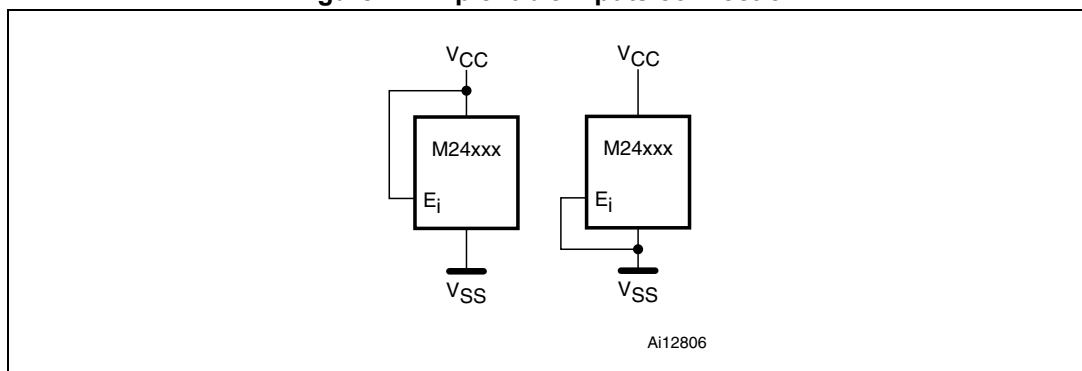 V_CC V_CC
M24xxx M24xxx
E_i E_i
V_SS V_SS
Ai12806